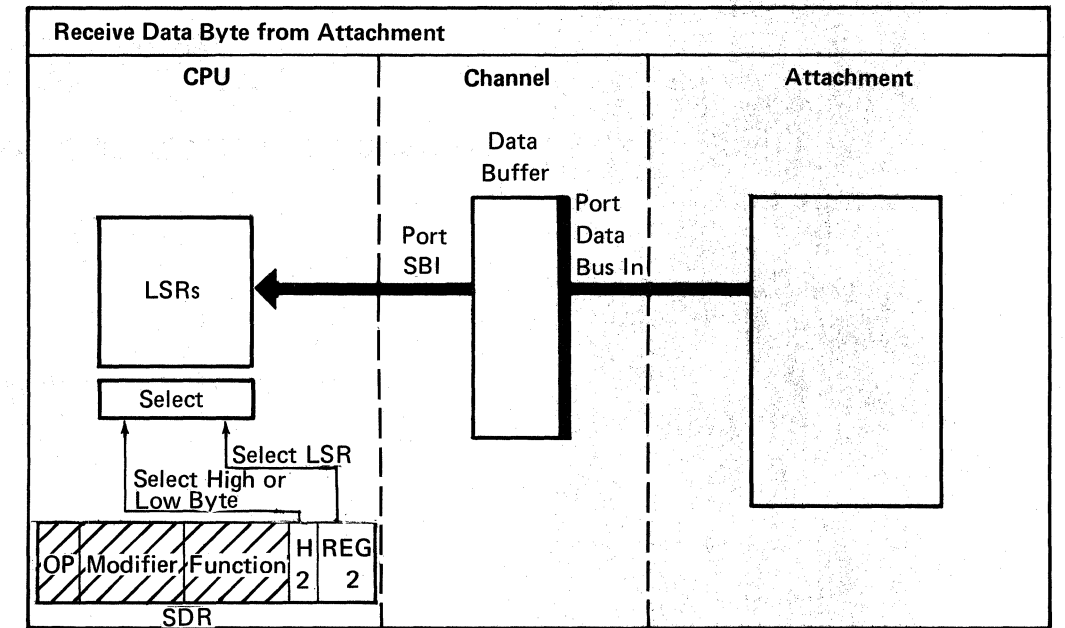 Receive Data Byte from Attachment
CPU
Channel
Attachment
Data
Buffer
Port
Data
Bus In
Port
SBI
LSRs
Select
Select LSR
Select High or
Low Byte
OP Modifier Function H REG
2 2
SDR